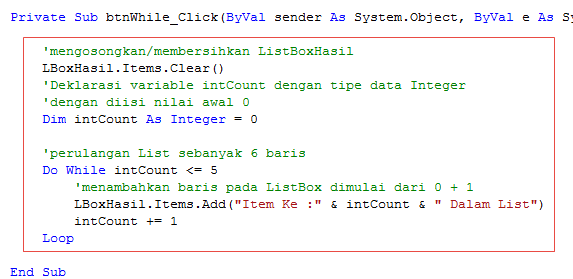 Private Sub btnWhile_Click(ByVal sender As System.Object, ByVal e As Sy
'mengosongkan/membersihkan ListBoxHasil
LBoxHasil.Items.Clear()
'Deklarasi variable intCount dengan tipe data Integer
'dengan diisi nilai awal 0
Dim intCount As Integer = 0
'perulangan List sebanyak 6 baris
Do While intCount <= 5
'menambahkan baris pada ListBox dimulai dari 0 + 1
LBoxHasil.Items.Add("Item Ke :" & intCount & " Dalam List")
intCount += 1
Loop
End Sub